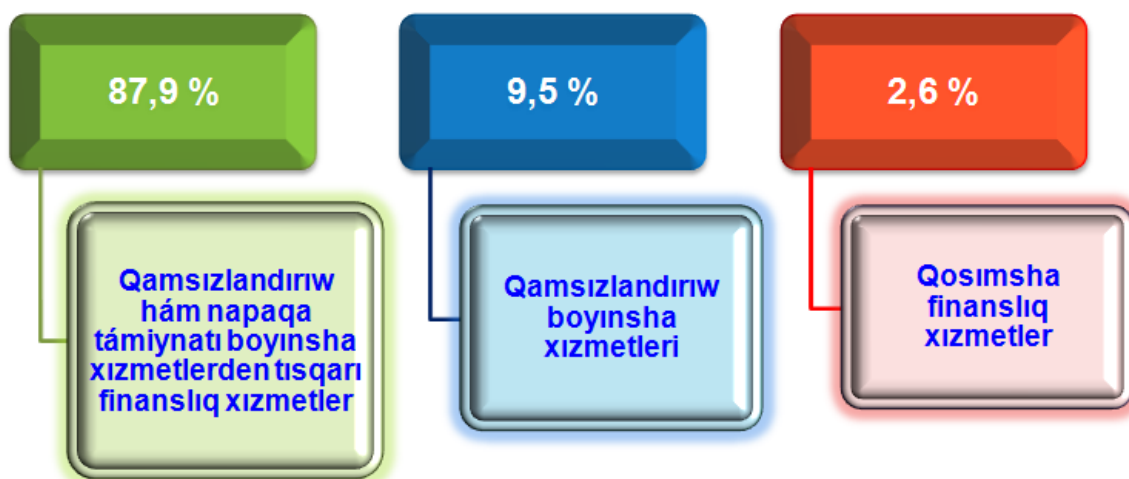 87,9 %
9,5 %
2,6 %
Qamsızlandırıw
hám napaqa
támiynatı boyınsha
xızmetlerden tısqarı
finanslıq xızmetler
Qamsızlandırıw
boyınsha
xızmetleri
Qosımsha
finanslıq
xızmetler